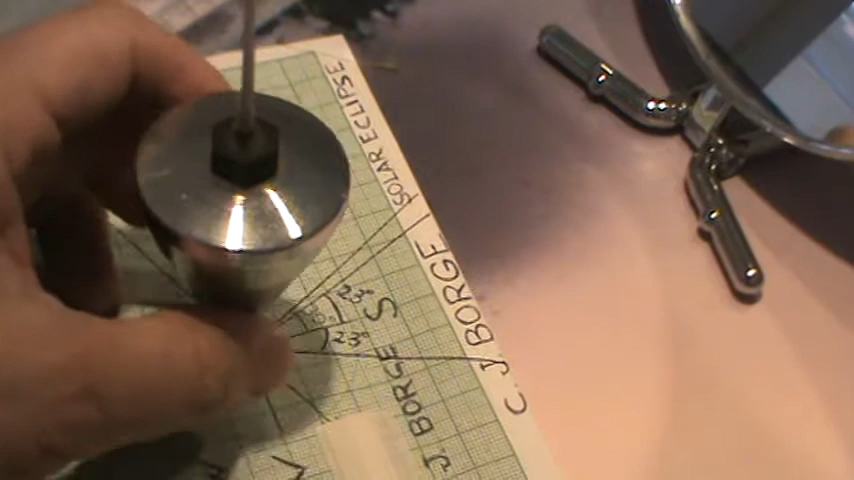 SOLAR ECLIPSE
C. J. BORGE
23°
S
23°
J. BORGE
V